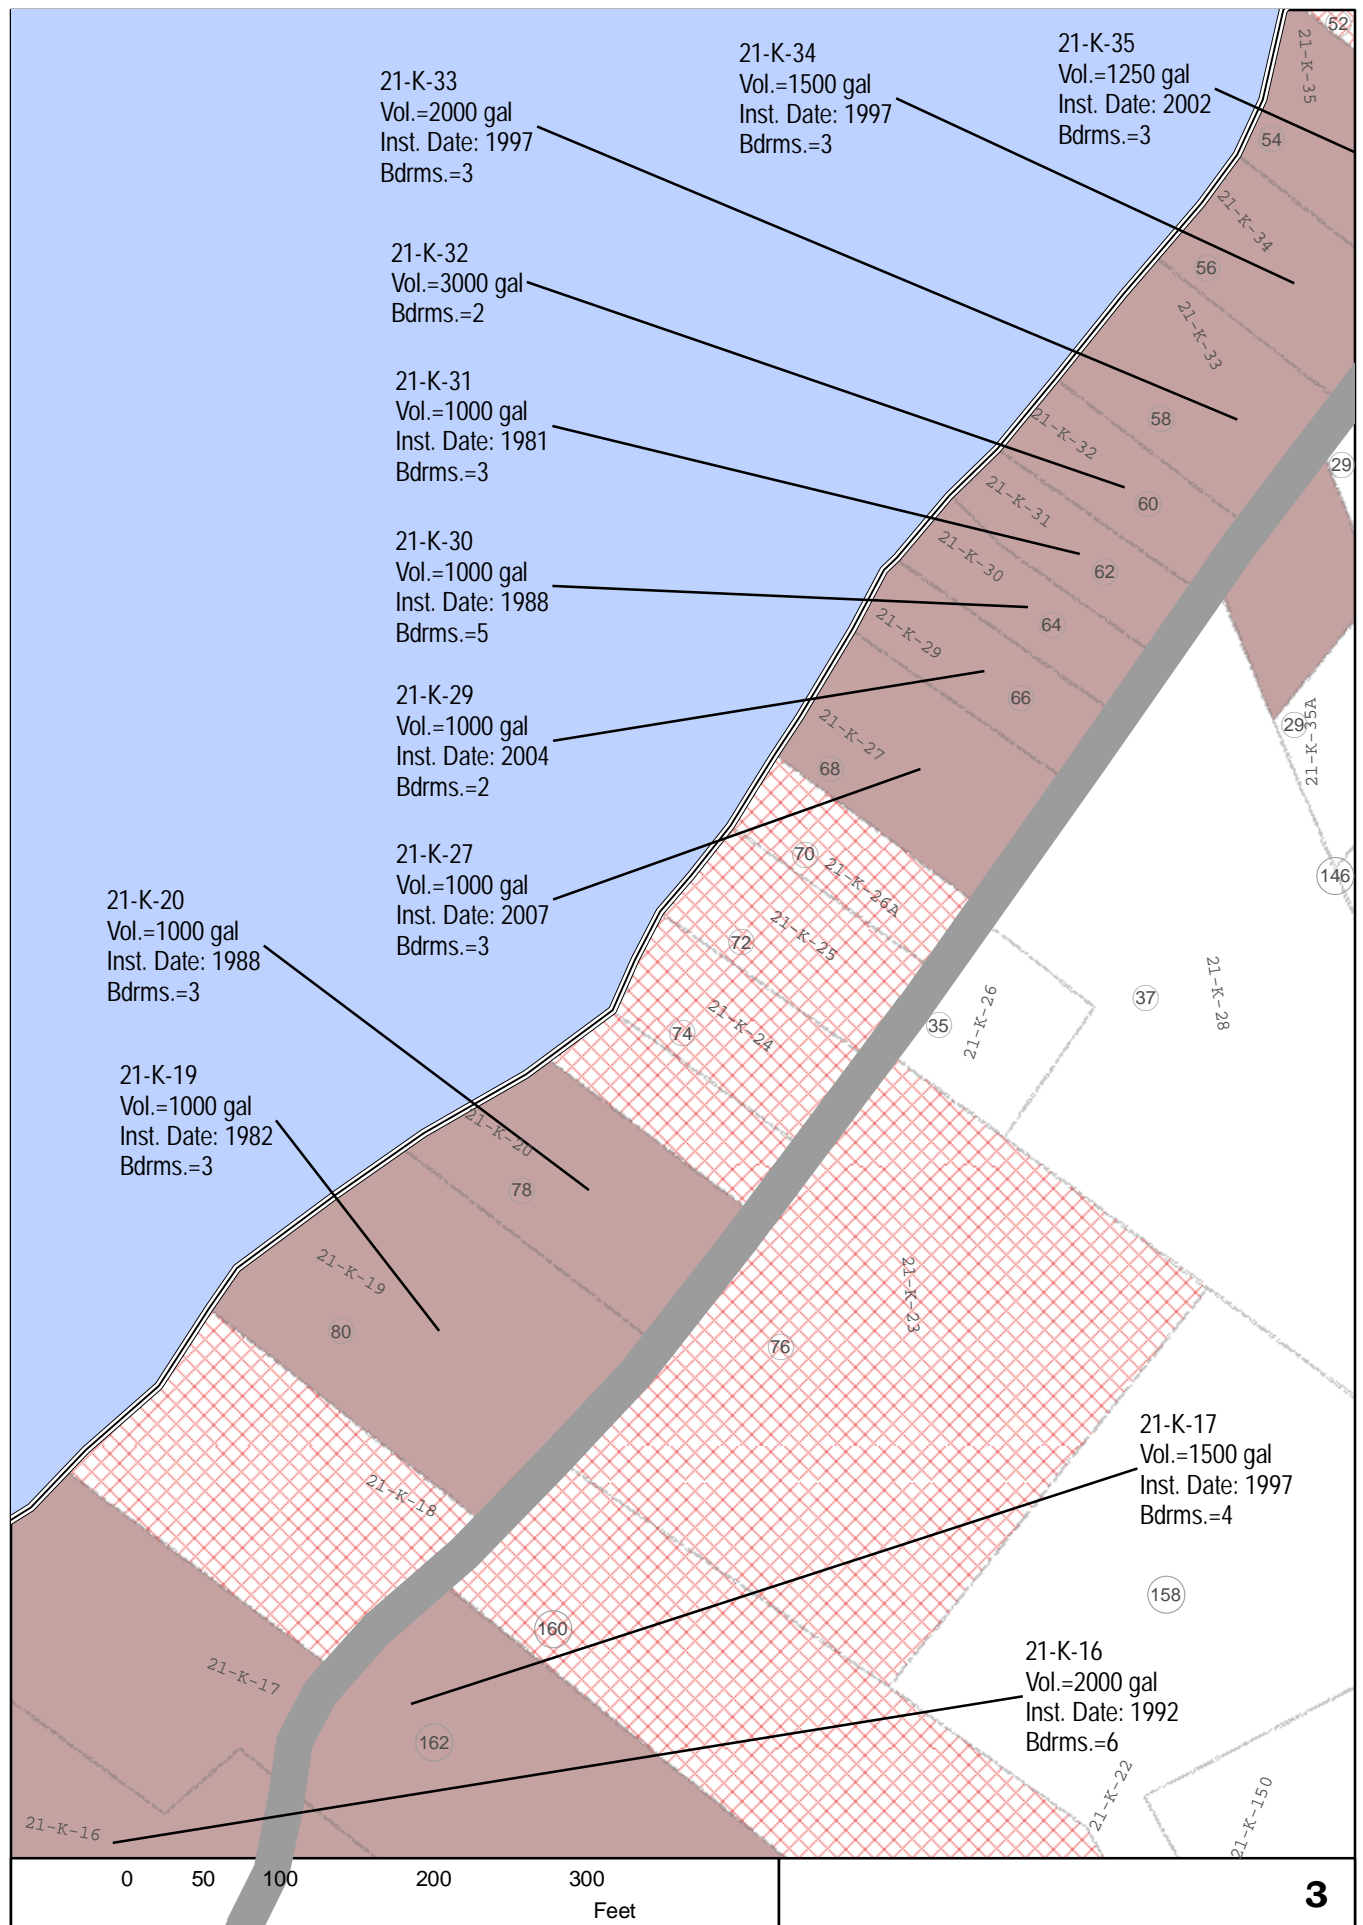 52
21-K-35
21-K-34
Vol.=1500 gal
Inst. Date: 1997
Bdrms.=3
21-K-35
Vol.=1250 gal
Inst. Date: 2002
Bdrms.=3
21-K-33
Vol.=2000 gal
Inst. Date: 1997
Bdrms.=3
54
21-K-34
56
21-K-32
Vol.=3000 gal
Bdrms.=2
21-K-33
58
21-K-31
Vol.=1000 gal
Inst. Date: 1981
Bdrms.=3
21-K-32
29
60
21-K-31
21-K-30
Vol.=1000 gal
Inst. Date: 1988
Bdrms.=5
21-K-30
62
64
21-K-29
21-K-29
Vol.=1000 gal
Inst. Date: 2004
Bdrms.=2
66
21-K-27
68
29
21-K-35A
21-K-27
Vol.=1000 gal
Inst. Date: 2007
Bdrms.=3
70
21-K-26A
146
21-K-20
Vol.=1000 gal
Inst. Date: 1988
Bdrms.=3
72
21-K-25
74
21-K-24
35
21-K-26
37
21-K-28
21-K-19
Vol.=1000 gal
Inst. Date: 1982
Bdrms.=3
21-K-20
78
21-K-19
80
21-K-23
76
21-K-18
21-K-17
Vol.=1500 gal
Inst. Date: 1997
Bdrms.=4
158
160
21-K-17
21-K-16
Vol.=2000 gal
Inst. Date: 1992
Bdrms.=6
162
21-K-22
21-K-150
21-K-16
0 50 100 200 300
Feet
3